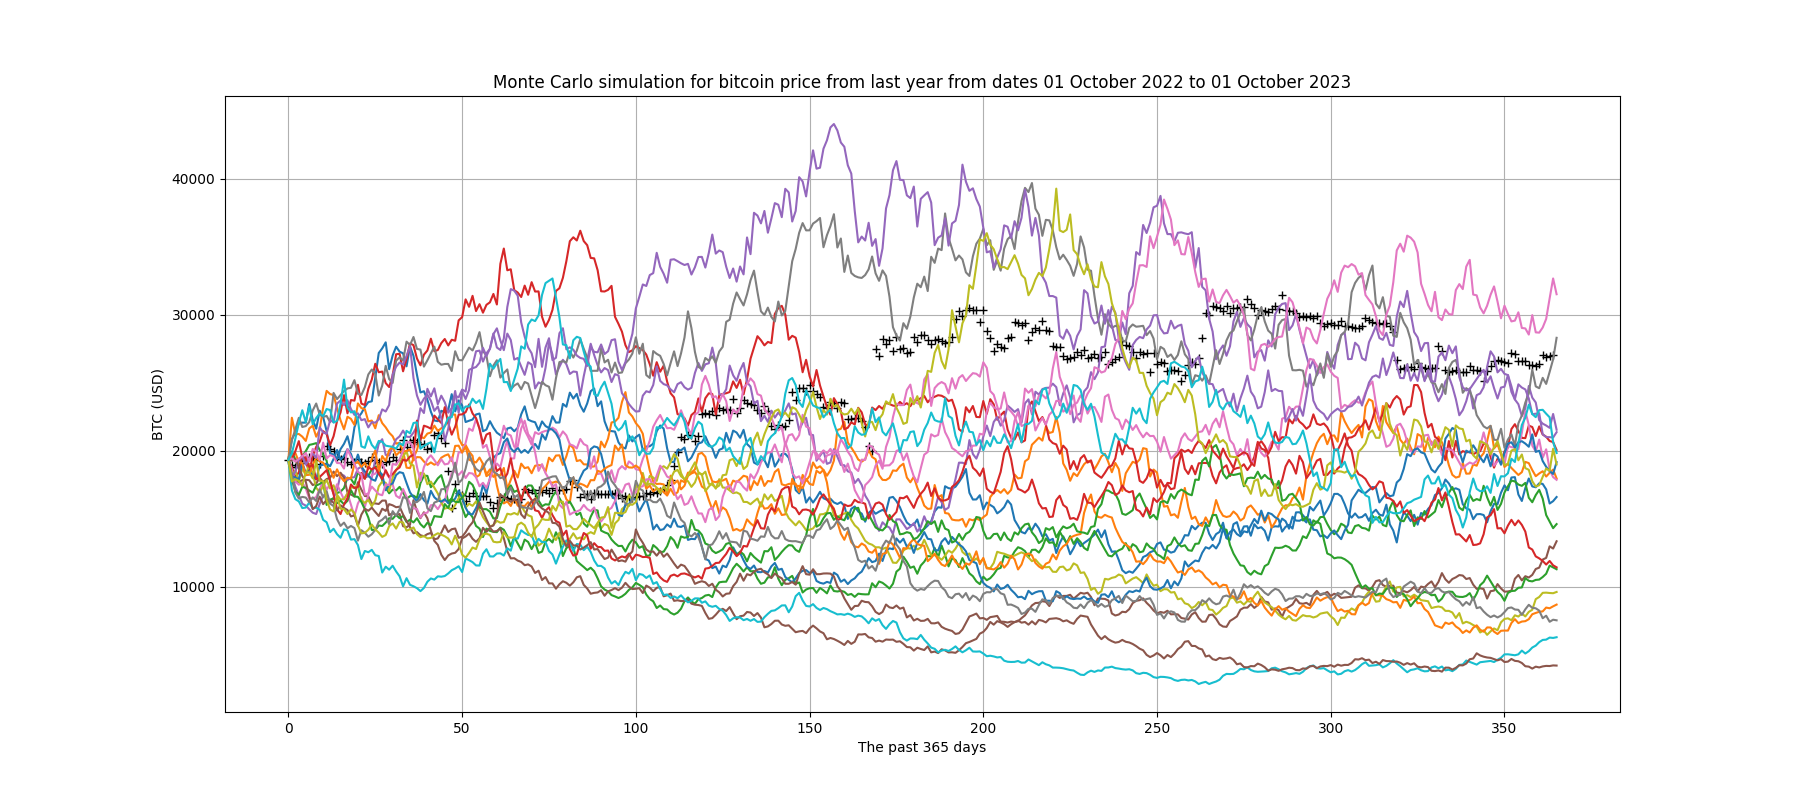 Monte Carlo simulation for bitcoin price from last year from dates 01 October 2022 to 01 October 2023
BTC (USD)
40000
30000
20000
10000
0 50 100 150 200 250 300 350
The past 365 days